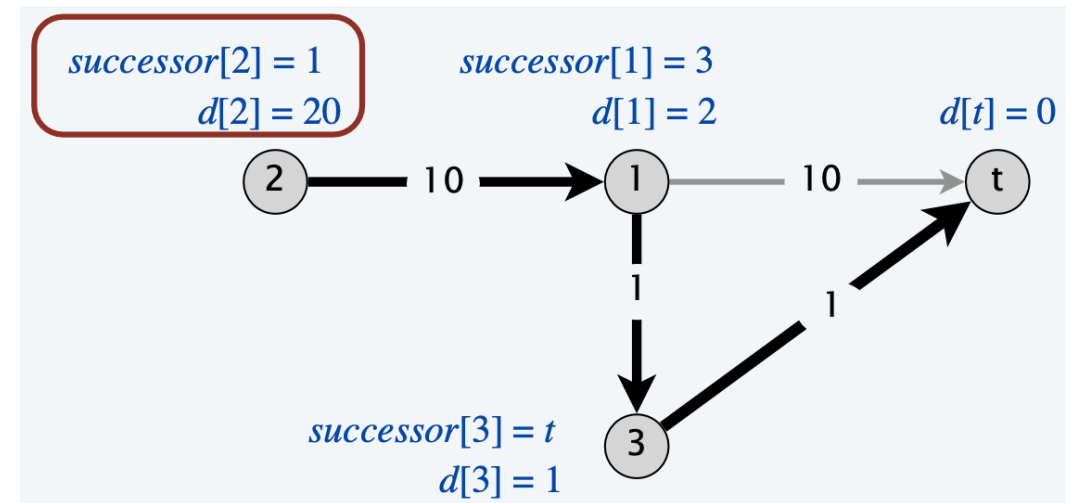 successor[2] = 1
d[2] = 20
successor[1] = 3
d[1] = 2
d[t] = 0
2
10
1
10
t
1
1
successor[3] = t
d[3] = 1
3